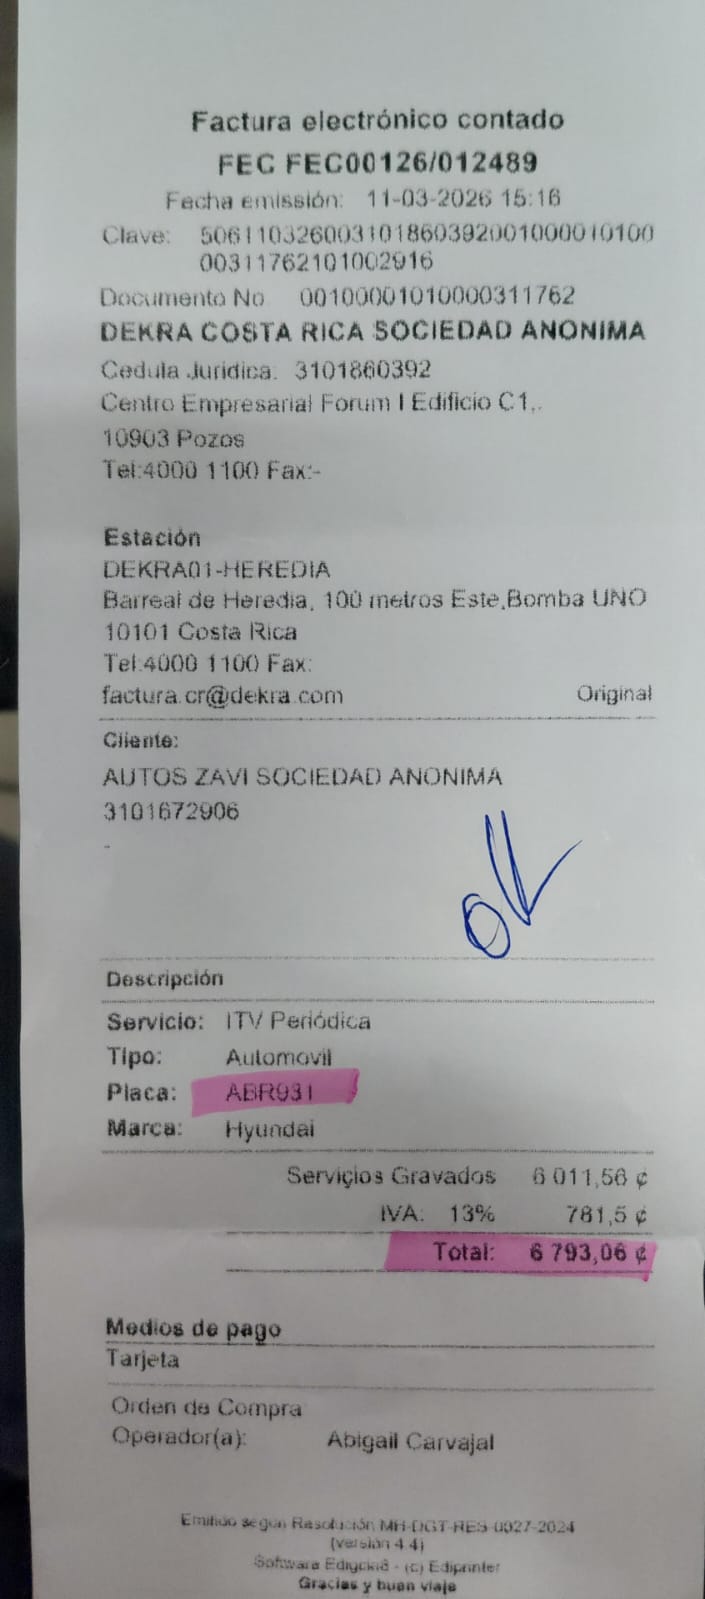 Factura electrónico contado
FEC FEC00126/012489
Fecha emisión: 11-03-2026 15:16
Clave: 50611032600310186039200100001010000311762101002916
Documento No 00100001010000311762
DEKRA COSTA RICA SOCIEDAD ANONIMA
Cedula Juridica: 3101860392
Centro Empresarial Forum I Edificio C1,.
10903 Pozos
Tel:4000 1100 Fax:-
Estación
DEKRA01-HEREDIA
Barreal de Heredia, 100 metros Este,Bomba UNO
10101 Costa Rica
Tel:4000 1100 Fax:
factura.cr@dekra.com Original
Cliente:
AUTOS ZAVI SOCIEDAD ANONIMA
3101672906
-
OK
Descripción
Servicio: ITV Periódica
Tipo: Automovil
Placa: ABR931
Marca: Hyundai
Servicios Gravados 6 011,56 ¢
IVA: 13% 781,5 ¢
Total: 6 793,06 ¢
Medios de pago
Tarjeta
Orden de Compra
Operador(a): Abigail Carvajal
Emitido segun Resolución MH-DGT-RES-0027-2024
(versión 4.4)
Software - (c) Ediprinter
Gracias y buen viaje